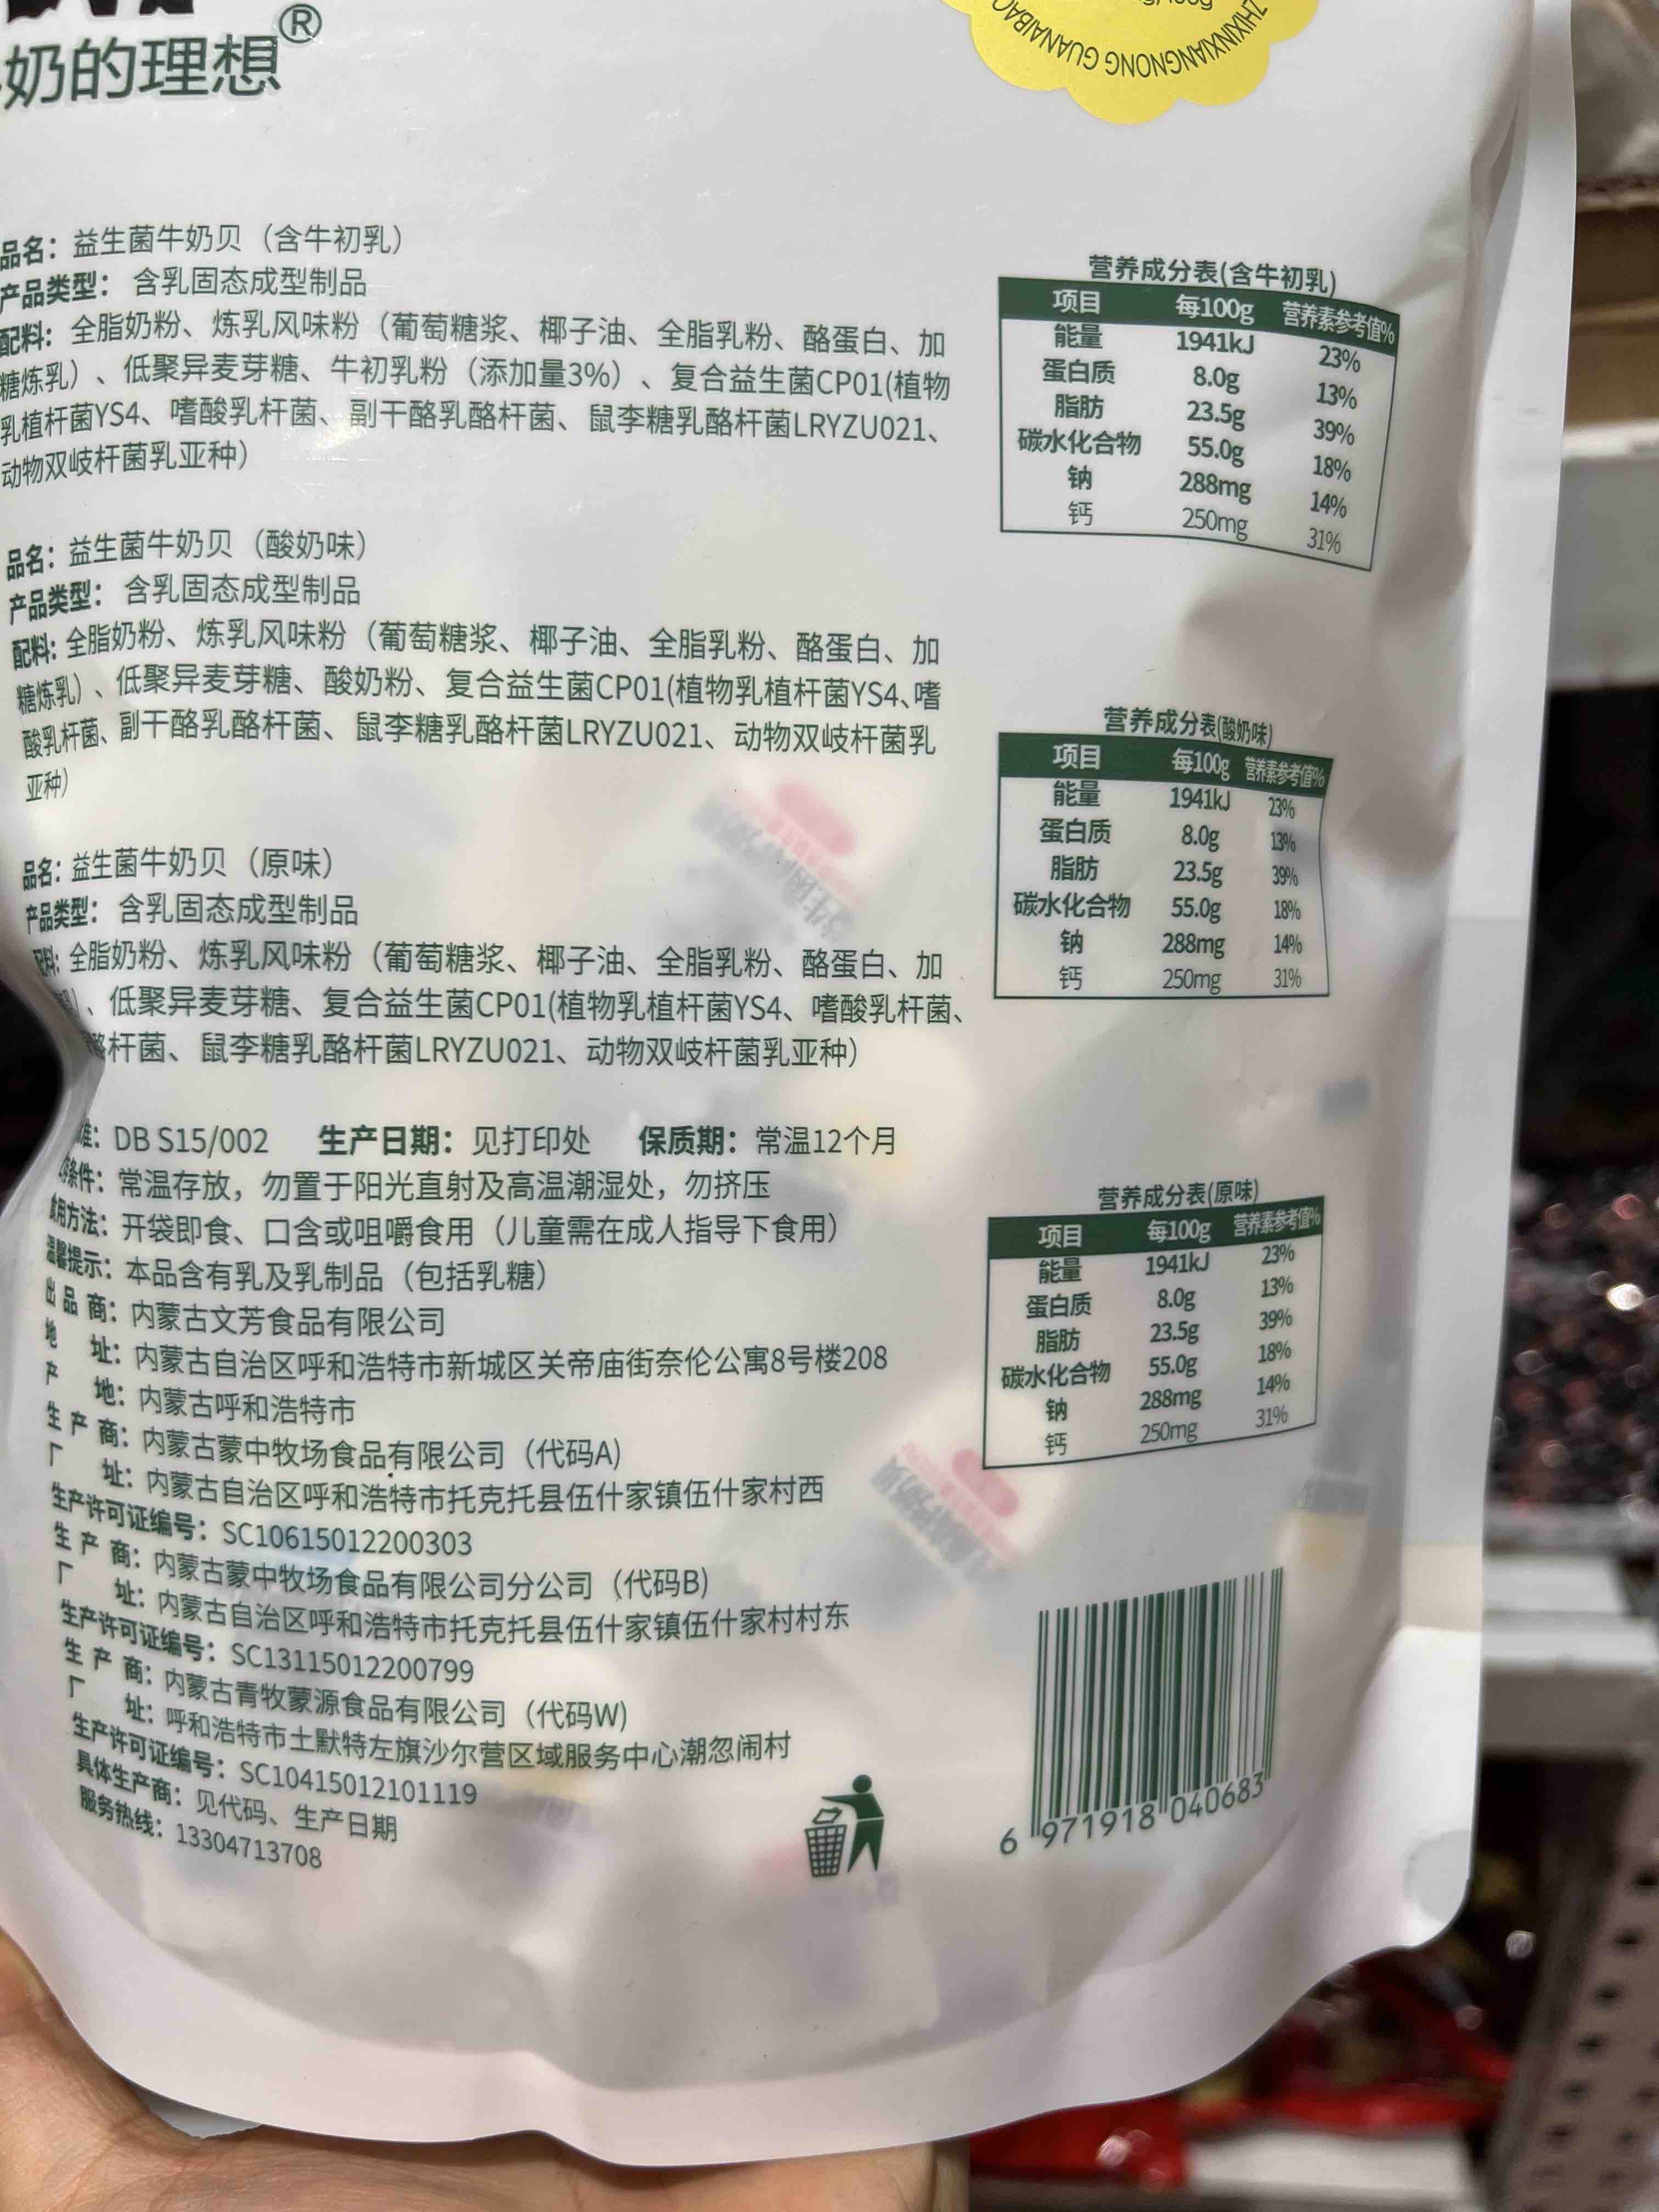 奶的理想®
ZHIXINXIANGNONG GUANAIBAO
品名：益生菌牛奶贝（含牛初乳）
产品类型：含乳固态成型制品
配料：全脂奶粉、炼乳风味粉（葡萄糖浆、椰子油、全脂乳粉、酪蛋白、加
糖炼乳）、低聚异麦芽糖、牛初乳粉（添加量3%）、复合益生菌CP01(植物
乳植杆菌YS4、嗜酸乳杆菌、副干酪乳酪杆菌、鼠李糖乳酪杆菌LRYZU021、
动物双岐杆菌乳亚种）
品名：益生菌牛奶贝（酸奶味）
产品类型：含乳固态成型制品
配料：全脂奶粉、炼乳风味粉（葡萄糖浆、椰子油、全脂乳粉、酪蛋白、加
糖炼乳）、低聚异麦芽糖、酸奶粉、复合益生菌CP01(植物乳植杆菌YS4、嗜
酸乳杆菌、副干酪乳酪杆菌、鼠李糖乳酪杆菌LRYZU021、动物双岐杆菌乳
亚种）
品名：益生菌牛奶贝（原味）
产品类型：含乳固态成型制品
配料：全脂奶粉、炼乳风味粉（葡萄糖浆、椰子油、全脂乳粉、酪蛋白、加
）、低聚异麦芽糖、复合益生菌CP01(植物乳植杆菌YS4、嗜酸乳杆菌、
酪杆菌、鼠李糖乳酪杆菌LRYZU021、动物双岐杆菌乳亚种）
准：DB S15/002 生产日期：见打印处 保质期：常温12个月
条件：常温存放，勿置于阳光直射及高温潮湿处，勿挤压
食用方法：开袋即食、口含或咀嚼食用（儿童需在成人指导下食用）
温馨提示：本品含有乳及乳制品（包括乳糖）
出品商：内蒙古文芳食品有限公司
地址：内蒙古自治区呼和浩特市新城区关帝庙街奈伦公寓8号楼208
产地：内蒙古呼和浩特市
生产商：内蒙古蒙中牧场食品有限公司（代码A）
厂址：内蒙古自治区呼和浩特市托克托县伍什家镇伍什家村西
生产许可证编号：SC10615012200303
生产商：内蒙古蒙中牧场食品有限公司分公司（代码B）
厂址：内蒙古自治区呼和浩特市托克托县伍什家镇伍什家村村东
生产许可证编号：SC13115012200799
生产商：内蒙古青牧蒙源食品有限公司（代码W）
厂址：呼和浩特市土默特左旗沙尔营区域服务中心潮忽闹村
生产许可证编号：SC10415012101119
具体生产商：见代码、生产日期
服务热线：13304713708
营养成分表(含牛初乳)
项目 每100g 营养素参考值%
能量 1941kJ 23%
蛋白质 8.0g 13%
脂肪 23.5g 39%
碳水化合物 55.0g 18%
钠 288mg 14%
钙 250mg 31%
营养成分表(酸奶味)
项目 每100g 营养素参考值%
能量 1941kJ 23%
蛋白质 8.0g 13%
脂肪 23.5g 39%
碳水化合物 55.0g 18%
钠 288mg 14%
钙 250mg 31%
营养成分表(原味)
项目 每100g 营养素参考值%
能量 1941kJ 23%
蛋白质 8.0g 13%
脂肪 23.5g 39%
碳水化合物 55.0g 18%
钠 288mg 14%
钙 250mg 31%
6 971918 040683